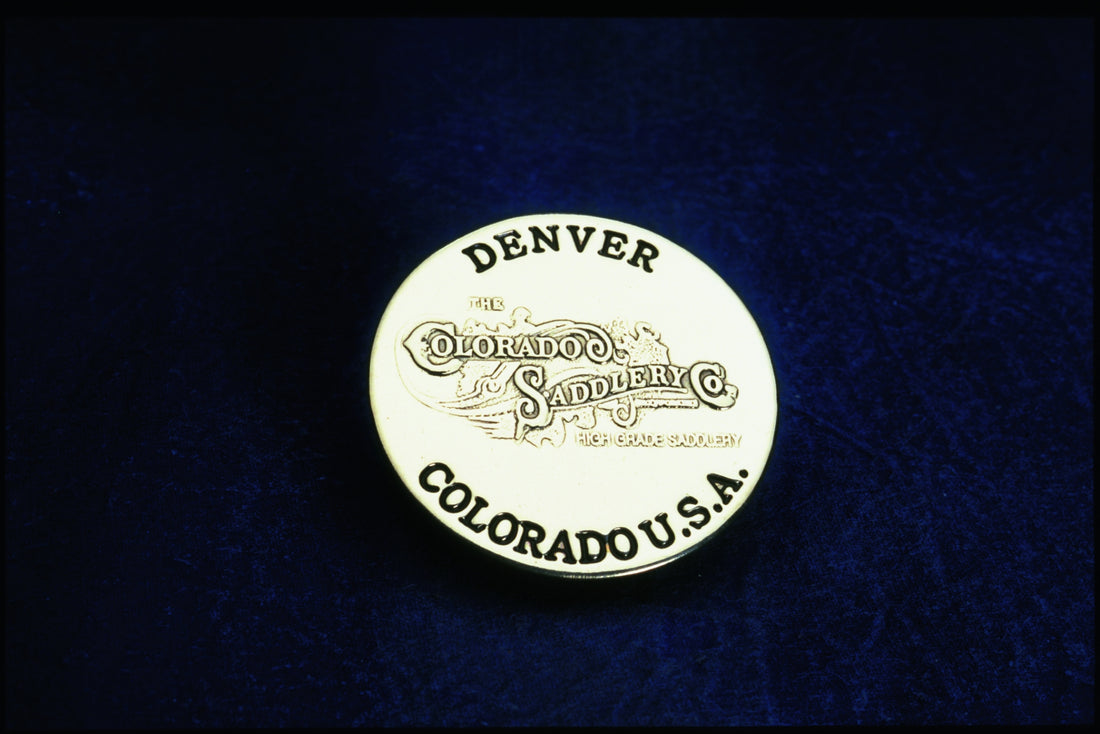 DENVER
THE
COLORADO
SADDLERY CO.
HIGH GRADE SADDLERY
COLORADO U.S.A.